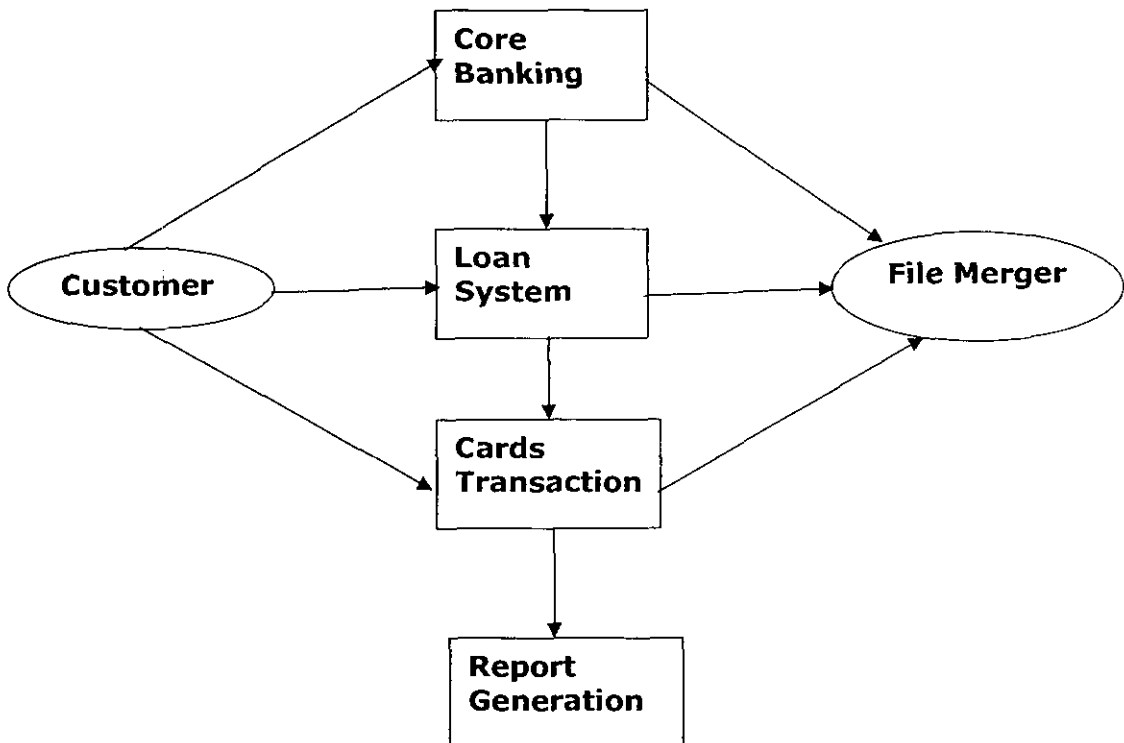 Core
Banking
Customer
Loan
System
File Merger
Cards
Transaction
Report
Generation